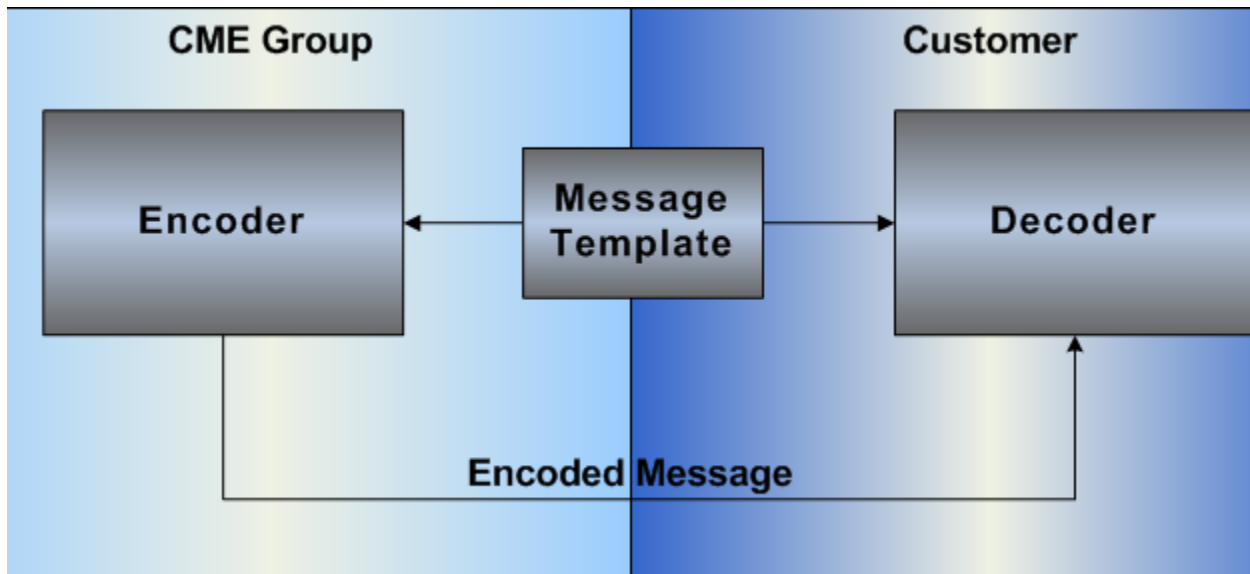 CME Group
Customer
Encoder
Message
Template
Decoder
Encoded Message